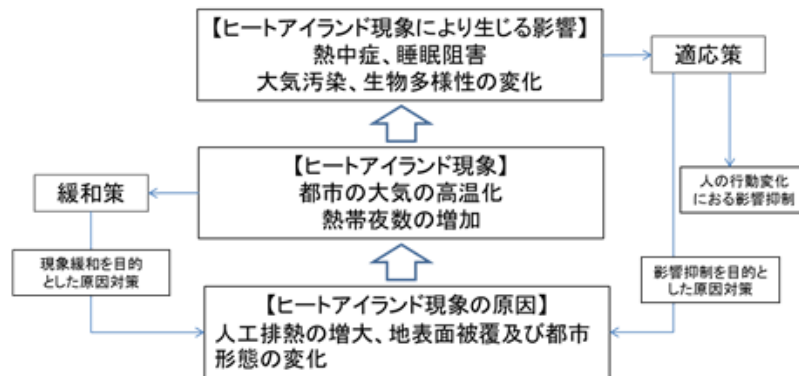 【ヒートアイランド現象により生じる影響】
熱中症、睡眠阻害
大気汚染、生物多様性の変化
適応策
【ヒートアイランド現象】
都市の大気の高温化
熱帯夜数の増加
緩和策
人の行動変化
におる影響抑制
現象緩和を目的
とした原因対策
影響抑制を目的と
した原因対策
【ヒートアイランド現象の原因】
人工排熱の増大、地表面被覆及び都市
形態の変化